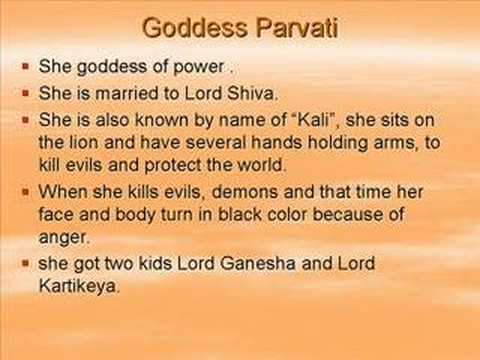 Goddess Parvati
She goddess of power .
She is married to Lord Shiva.
She is also known by name of “Kali”, she sits on
the lion and have several hands holding arms, to
kill evils and protect the world.
When she kills evils, demons and that time her
face and body turn in black color because of
anger.
she got two kids Lord Ganesha and Lord
Kartikeya.